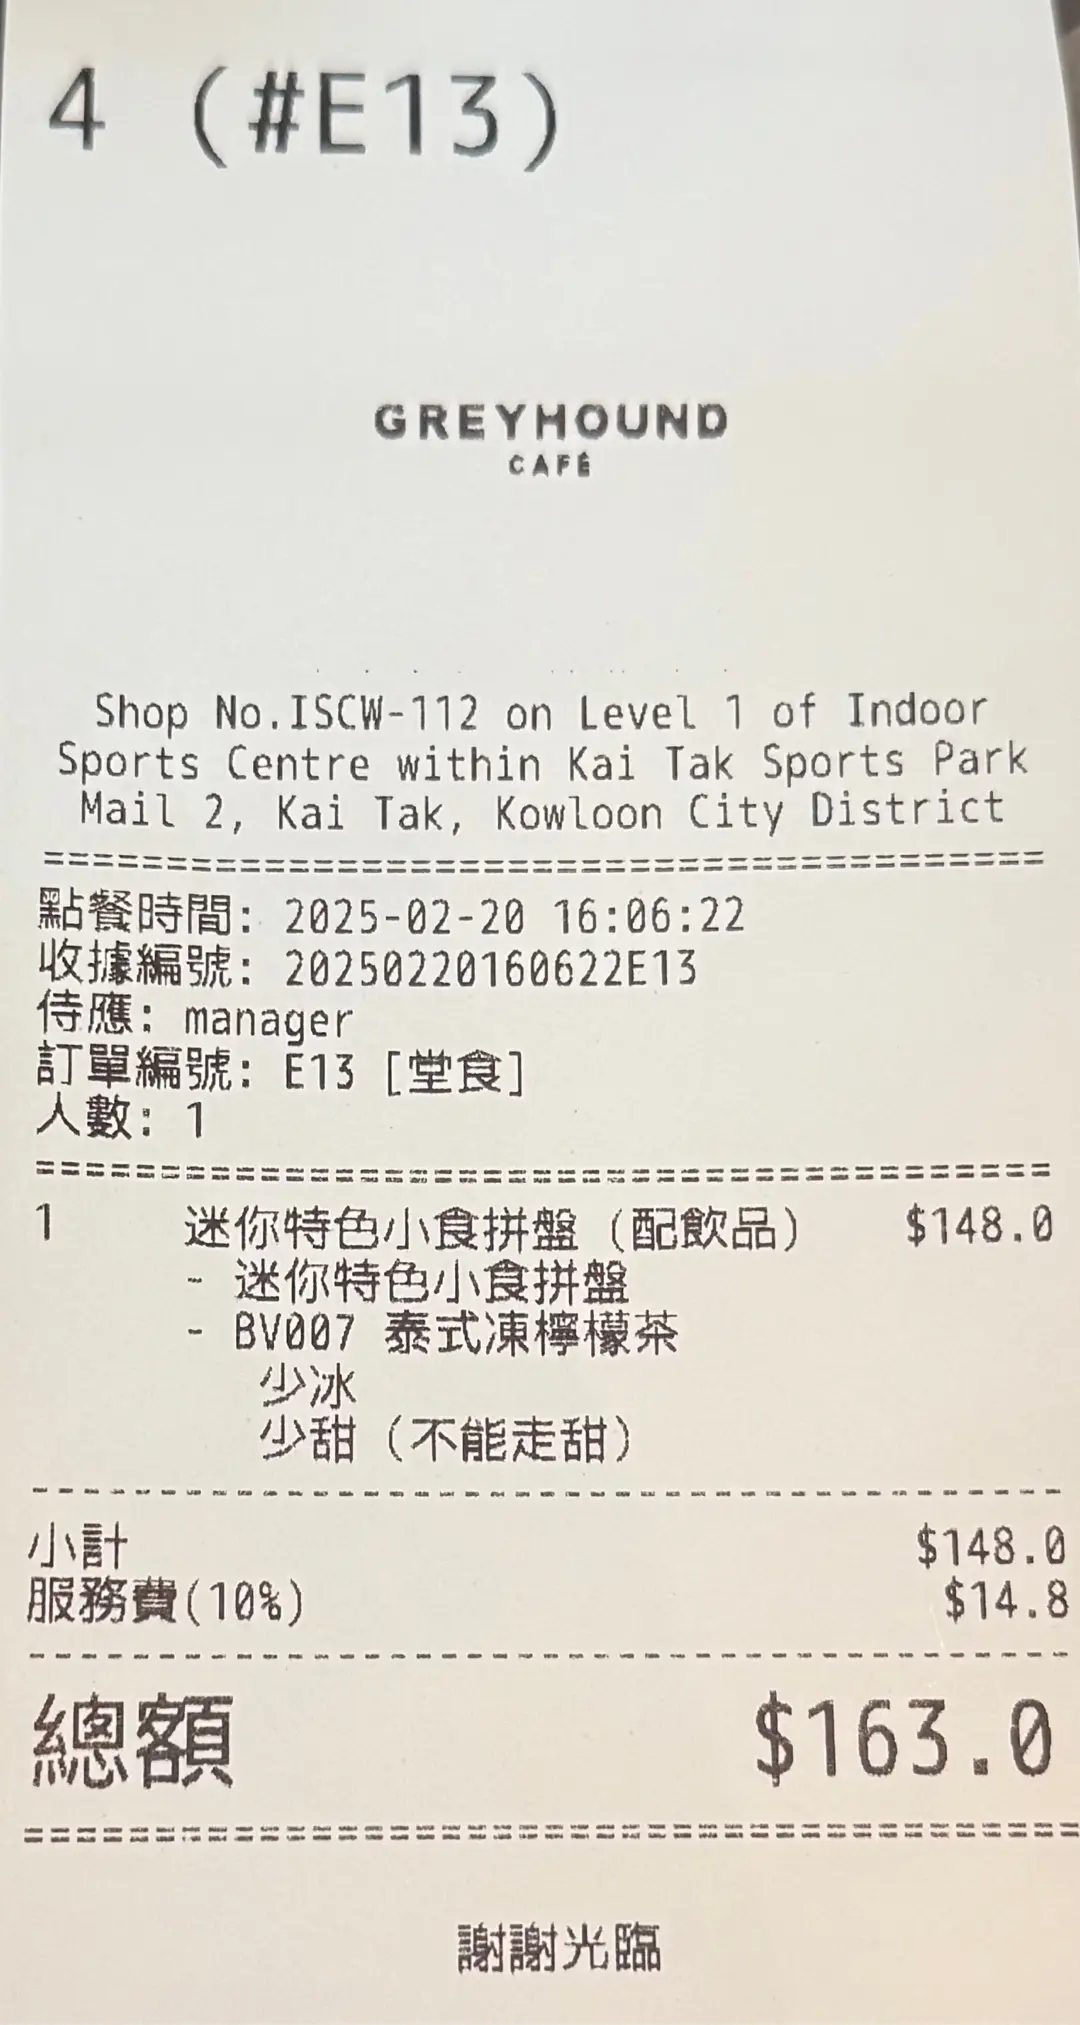 4 (#E13)
GREYHOUND
CAFÉ
Shop No.ISCW-112 on Level 1 of Indoor
Sports Centre within Kai Tak Sports Park
Mail 2, Kai Tak, Kowloon City District
========================================
點餐時間: 2025-02-20 16:06:22
收據編號: 20250220160622E13
侍應: manager
訂單編號: E13 [堂食]
人數: 1
========================================
1 迷你特色小食拼盤 (配飲品) $148.0
- 迷你特色小食拼盤
- BV007 泰式凍檸檬茶
少冰
少甜 (不能走甜)
----------------------------------------
小計 $148.0
服務費(10%) $14.8
----------------------------------------
總額 $163.0
========================================
謝謝光臨